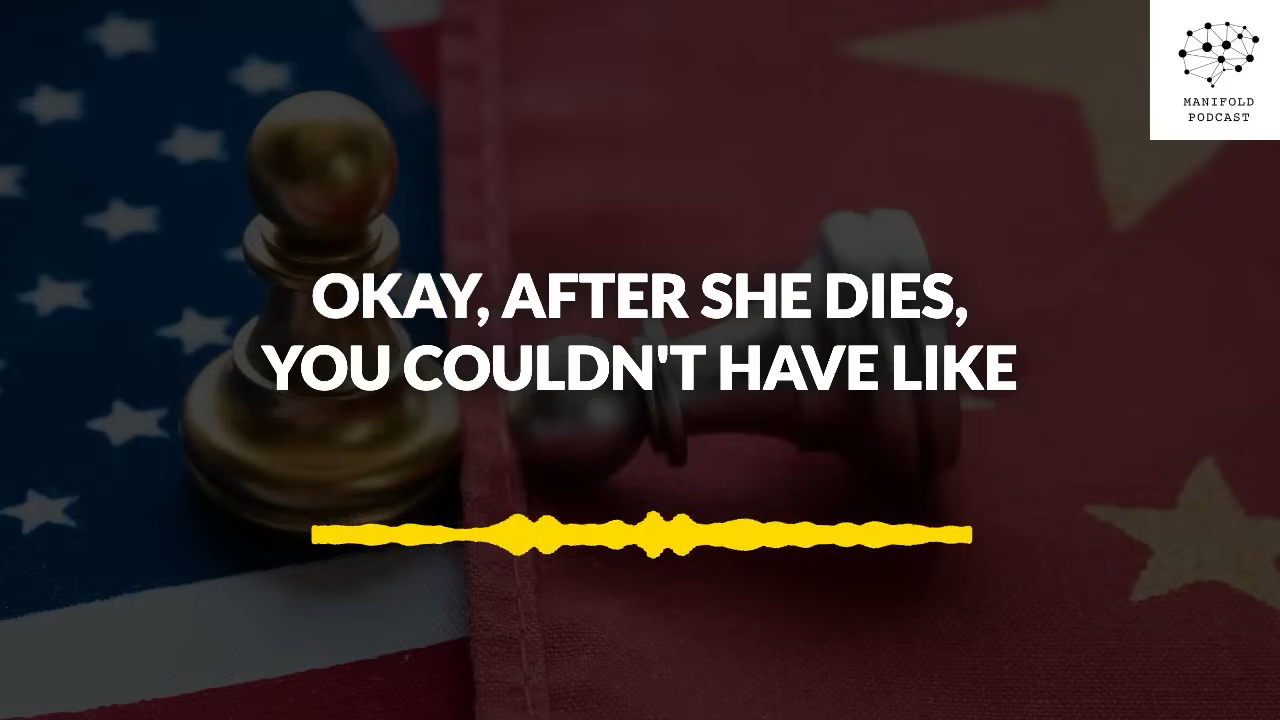 MANIFOLD
PODCAST
OKAY, AFTER SHE DIES,
YOU COULDN'T HAVE LIKE